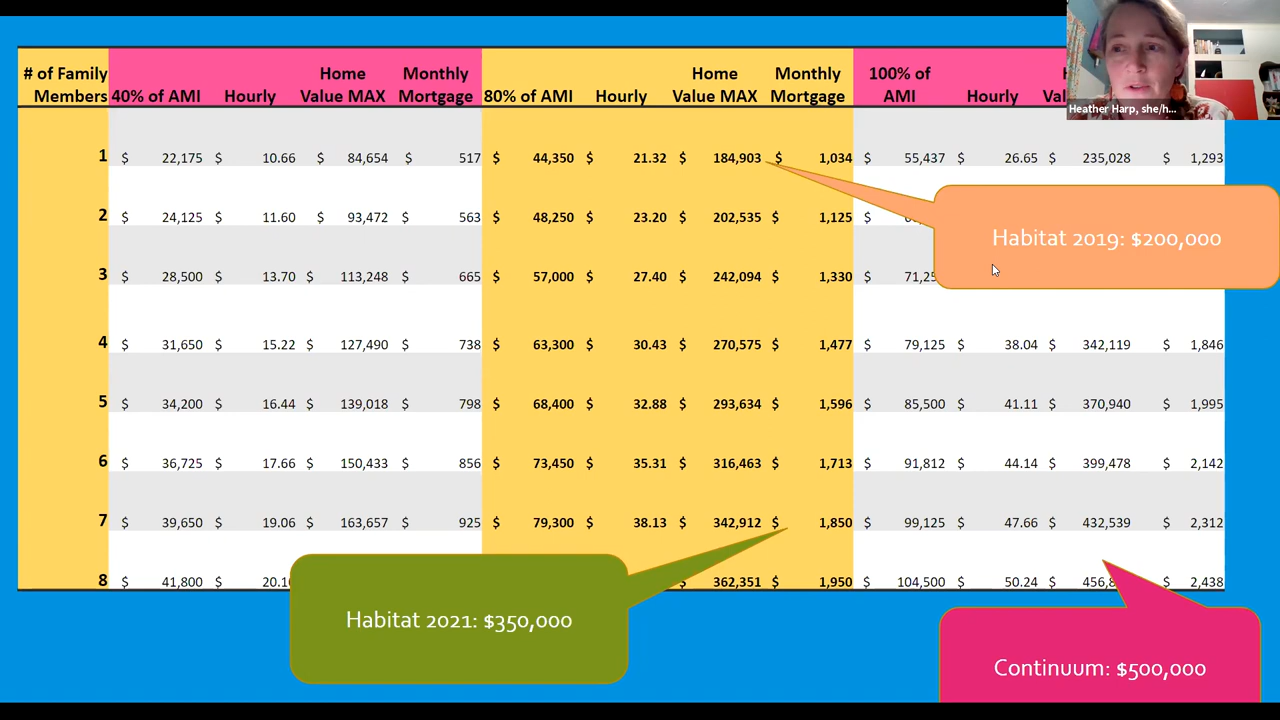 # of Family Members 40% of AMI Hourly Home Value MAX Monthly Mortgage 80% of AMI Hourly Home Value MAX Monthly Mortgage 100% of AMI Hourly
Heather Harp, she/h...
1 $ 22,175 $ 10.66 $ 84,654 $ 517 $ 44,350 $ 21.32 $ 184,903 $ 1,034 $ 55,437 $ 26.65 $ 235,028 $ 1,293
2 $ 24,125 $ 11.60 $ 93,472 $ 563 $ 48,250 $ 23.20 $ 202,535 $ 1,125 $
Habitat 2019: $200,000
3 $ 28,500 $ 13.70 $ 113,248 $ 665 $ 57,000 $ 27.40 $ 242,094 $ 1,330 $
4 $ 31,650 $ 15.22 $ 127,490 $ 738 $ 63,300 $ 30.43 $ 270,575 $ 1,477 $ 79,125 $ 38.04 $ 342,119 $ 1,846
5 $ 34,200 $ 16.44 $ 139,018 $ 798 $ 68,400 $ 32.88 $ 293,634 $ 1,596 $ 85,500 $ 41.11 $ 370,940 $ 1,995
6 $ 36,725 $ 17.66 $ 150,433 $ 856 $ 73,450 $ 35.31 $ 316,463 $ 1,713 $ 91,812 $ 44.14 $ 399,478 $ 2,142
7 $ 39,650 $ 19.06 $ 163,657 $ 925 $ 79,300 $ 38.13 $ 342,912 $ 1,850 $ 99,125 $ 47.66 $ 432,539 $ 2,312
8 $ 41,800 $ $ 362,351 $ 1,950 $ 104,500 $ 50.24 $ $ 2,438
Habitat 2021: $350,000
Continuum: $500,000